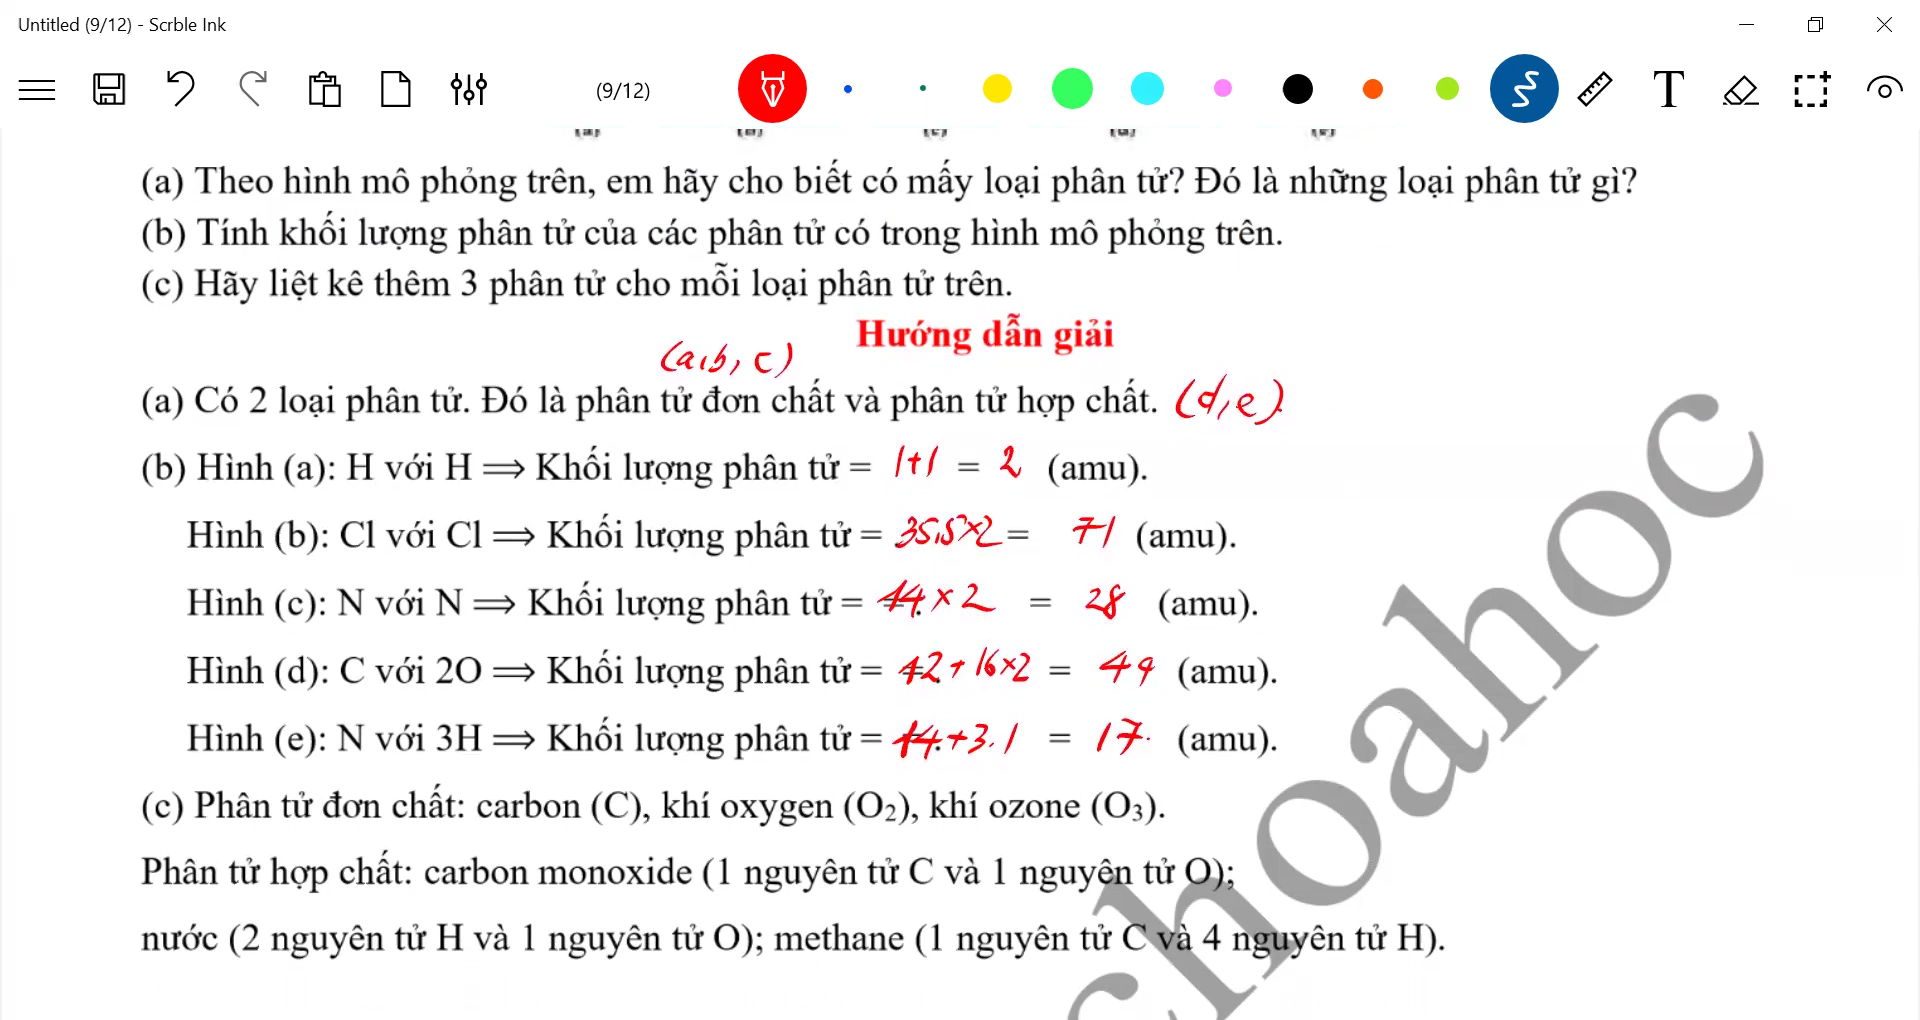 Untitled (9/12) - Scrble Ink
(9/12)
T
(a) (b) (c) (d) (e)
(a) Theo hình mô phỏng trên, em hãy cho biết có mấy loại phân tử? Đó là những loại phân tử gì?
(b) Tính khối lượng phân tử của các phân tử có trong hình mô phỏng trên.
(c) Hãy liệt kê thêm 3 phân tử cho mỗi loại phân tử trên.
Hướng dẫn giải
(a,b, c)
(a) Có 2 loại phân tử. Đó là phân tử đơn chất và phân tử hợp chất. (d,e).
(b) Hình (a): H với H ⟹ Khối lượng phân tử = 1+1 = 2 (amu).
Hình (b): Cl với Cl ⟹ Khối lượng phân tử = 35,5×2 = 71 (amu).
Hình (c): N với N ⟹ Khối lượng phân tử = 14×2 = 28 (amu).
Hình (d): C với 2O ⟹ Khối lượng phân tử = 12+16×2 = 44 (amu).
Hình (e): N với 3H ⟹ Khối lượng phân tử = 14+3.1 = 17. (amu).
(c) Phân tử đơn chất: carbon (C), khí oxygen (O₂), khí ozone (O₃).
Phân tử hợp chất: carbon monoxide (1 nguyên tử C và 1 nguyên tử O);
nước (2 nguyên tử H và 1 nguyên tử O); methane (1 nguyên tử C và 4 nguyên tử H).
choahoc